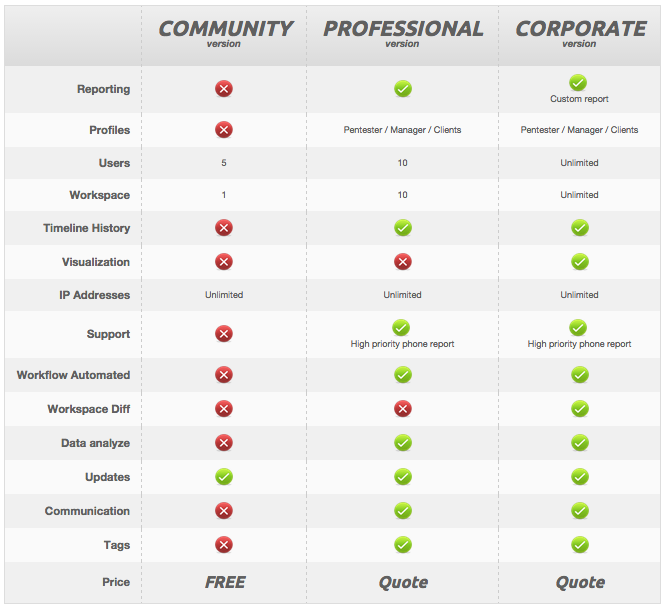 COMMUNITY PROFESSIONAL CORPORATE
version version version
Reporting
Custom report
Profiles Pentester / Manager / Clients Pentester / Manager / Clients
Users 5 10 Unlimited
Workspace 1 10 Unlimited
Timeline History
Visualization
IP Addresses Unlimited Unlimited Unlimited
Support
High priority phone report High priority phone report
Workflow Automated
Workspace Diff
Data analyze
Updates
Communication
Tags
Price FREE Quote Quote